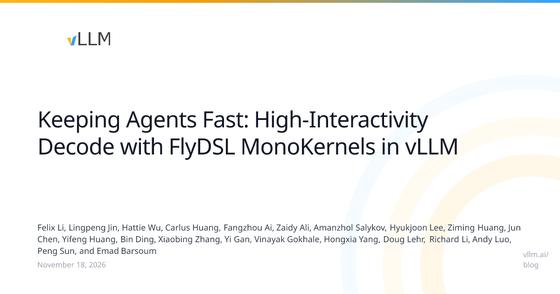 vLLM
Keeping Agents Fast: High-Interactivity
Decode with FlyDSL MonoKernels in vLLM
Felix Li, Lingpeng Jin, Hattie Wu, Carlus Huang, Fangzhou Ai, Zaidy Ali, Amanzhol Salykov, Hyukjoon Lee, Ziming Huang, Jun
Chen, Yifeng Huang, Bin Ding, Xiaobing Zhang, Yi Gan, Vinayak Gokhale, Hongxia Yang, Doug Lehr, Richard Li, Andy Luo,
Peng Sun, and Emad Barsoum
November 18, 2026
vllm.ai/
blog